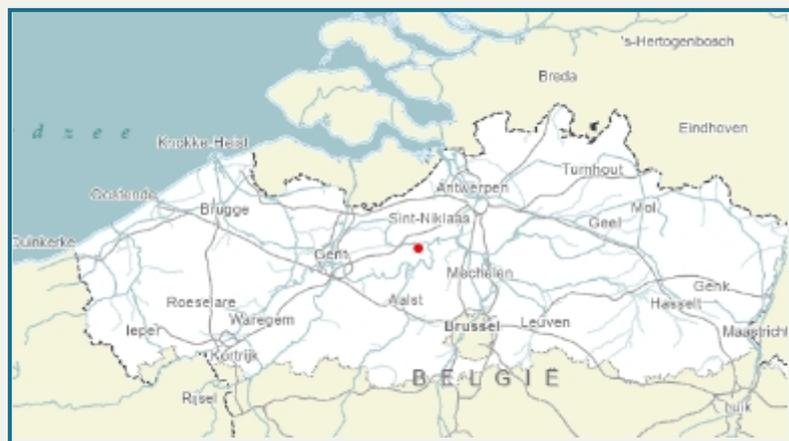 's-Hertogenbosch
Breda
Eindhoven
d z e e
Knokke-Heist
Turnhout
Antwerpen
Oostende
Mol
Brugge
Sint-Niklaas
Geel
Duinkerke
Gent
Mechelen
Genk
Roeselare
Aalst
Hasselt
Waregem
Brussel
Leuven
Ieper
Maastricht
Kortrijk
BELGIË
Rijsel
Luik